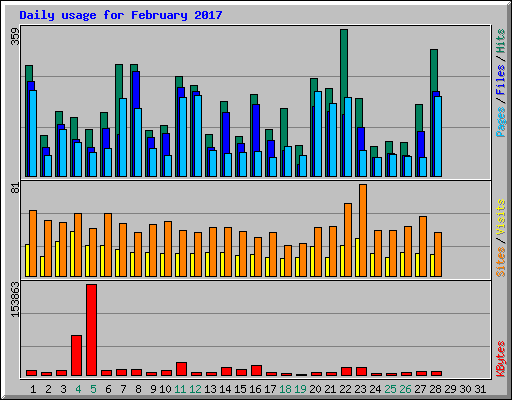 Daily usage for February 2017
359
Pages / Files / Hits
81
Sites / Visits
153863
KBytes
1 2 3 4 5 6 7 8 9 10 11 12 13 14 15 16 17 18 19 20 21 22 23 24 25 26 27 28 29 30 31